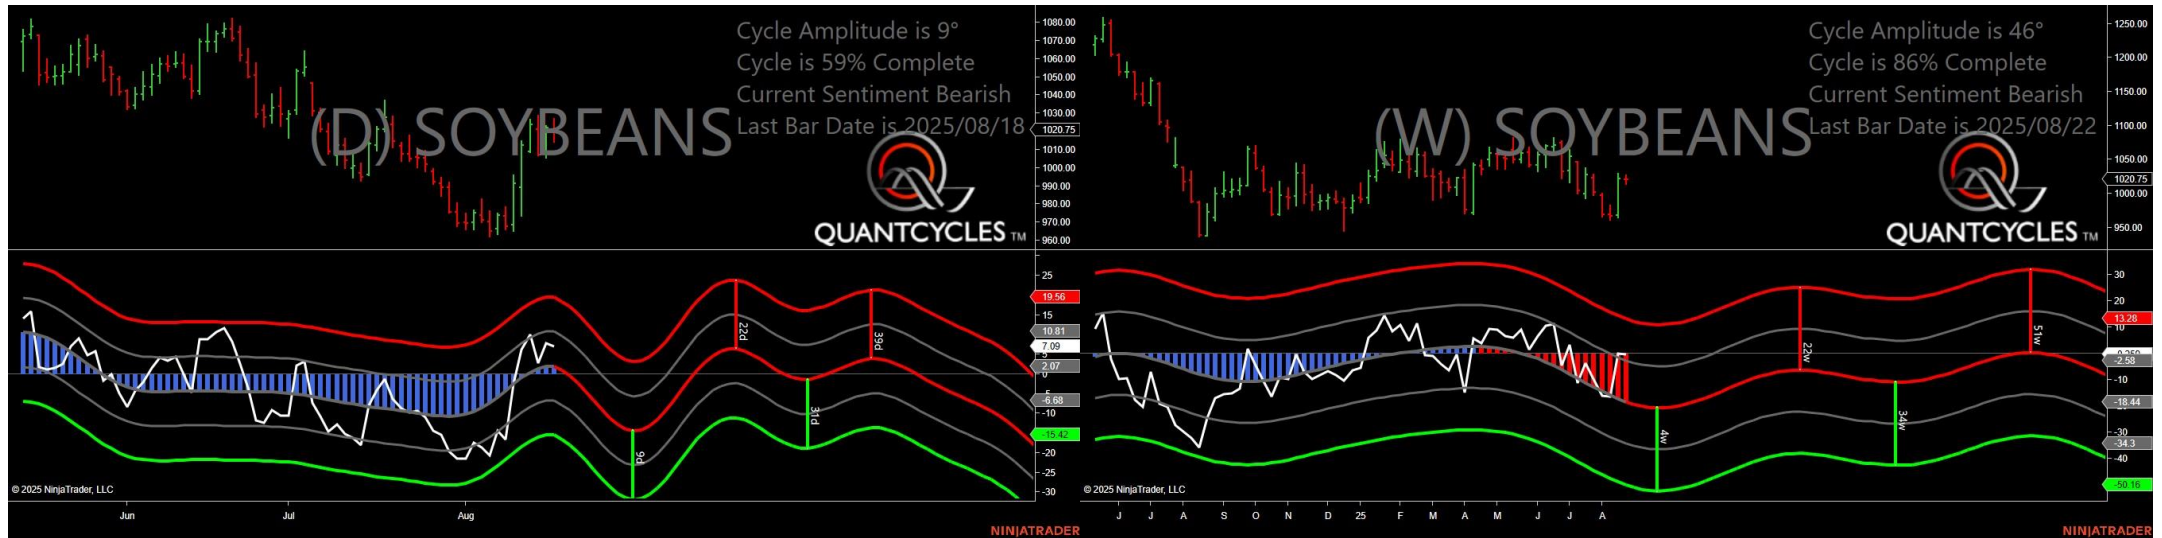 Cycle Amplitude is 9°
Cycle is 59% Complete
Current Sentiment Bearish
Last Bar Date is 2025/08/18
(D) SOYBEANS
QUANTCYCLES TM
1080.00
1070.00
1060.00
1050.00
1040.00
1030.00
1020.75
1010.00
1000.00
990.00
980.00
970.00
960.00
25
19.56
15
10.81
7.09
5
2.07
0
-6.68
-10
-15.42
-20
-25
-30
22d
39d
31d
9d
© 2025 NinjaTrader, LLC
Jun
Jul
Aug
NINJATRADER
Cycle Amplitude is 46°
Cycle is 86% Complete
Current Sentiment Bearish
Last Bar Date is 2025/08/22
(W) SOYBEANS
QUANTCYCLES TM
1250.00
1200.00
1150.00
1100.00
1050.00
1020.75
1000.00
950.00
30
20
13.28
10
-2.58
-10
-18.44
-30
-34.3
-40
-50.16
22w
51w
34w
4w
© 2025 NinjaTrader, LLC
J
J
A
S
O
N
D
25
F
M
A
M
J
J
A
NINJATRADER